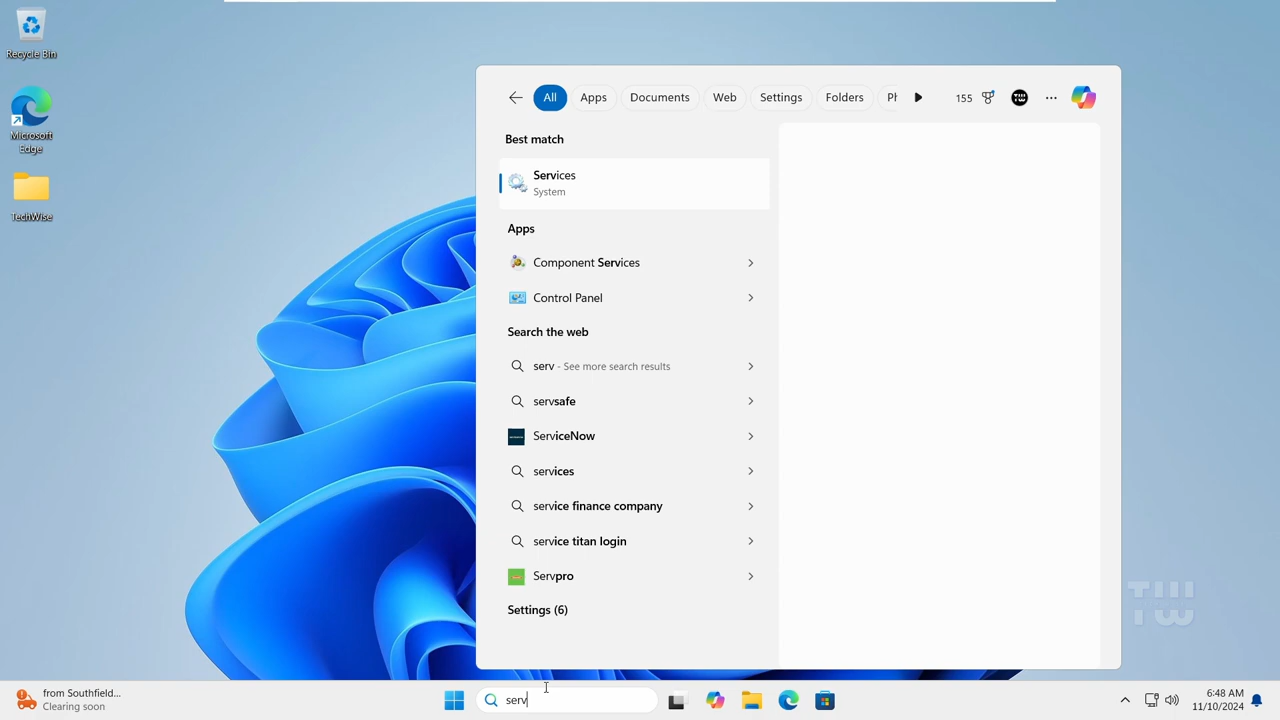 Recycle Bin
Microsoft
Edge
TechWise
All
Apps
Documents
Web
Settings
Folders
Ph
155
TW
Best match
Services
System
Apps
Component Services
Control Panel
Search the web
serv - See more search results
servsafe
ServiceNow
services
service finance company
service titan login
Servpro
Settings (6)
TW
from Southfield...
Clearing soon
serv
6:48 AM
11/10/2024